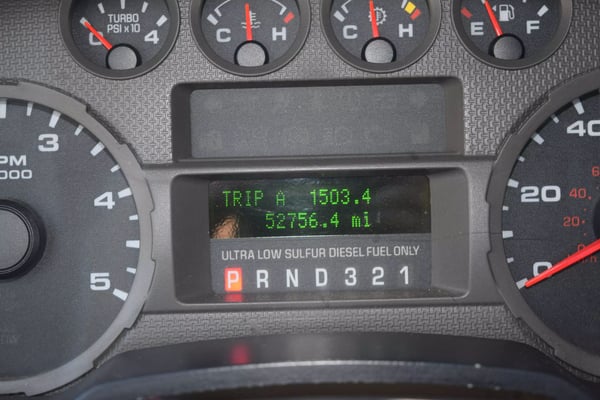 TURBO
PSI x 10
0 4
C H
C H
E F
3
4
5
PM
000
TRIP A 1503.4
52756.4 mi
ULTRA LOW SULFUR DIESEL FUEL ONLY
P R N D 3 2 1
40
20
0
40
20